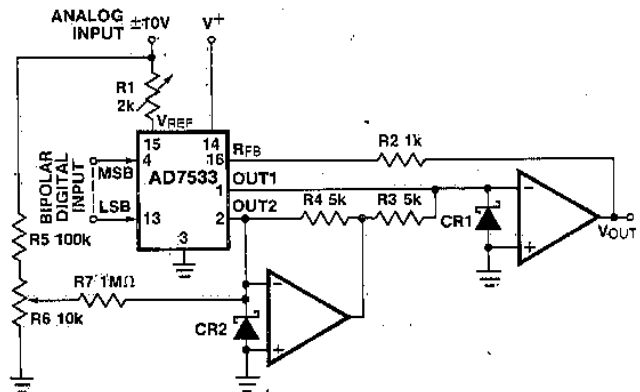 ANALOG
INPUT
±10V
V+
R1
2k
VREF
15
14
MSB
4
16
RFB
R2 1k
BIPOLAR
DIGITAL
INPUT
AD7533
OUT1
1
R4 5k
R3 5k
LSB
13
OUT2
2
CR1
VOUT
3
R5 100k
R7 1MΩ
R6 10k
CR2
−
+
−
+